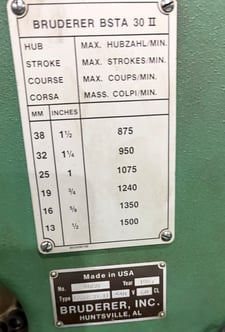 BRUDERER BSTA 30 II
HUB MAX. HUBZAHL/MIN.
STROKE MAX. STROKES/MIN.
COURSE MAX. COUPS/MIN.
CORSA MASS. COLPI/MIN.
MM INCHES
38 1½ 875
32 1¼ 950
25 1 1075
19 ¾ 1240
16 ⅝ 1350
13 ½ 1500
Made in USA
No. Year
Type V CL
BRUDERER, INC.
HUNTSVILLE, AL